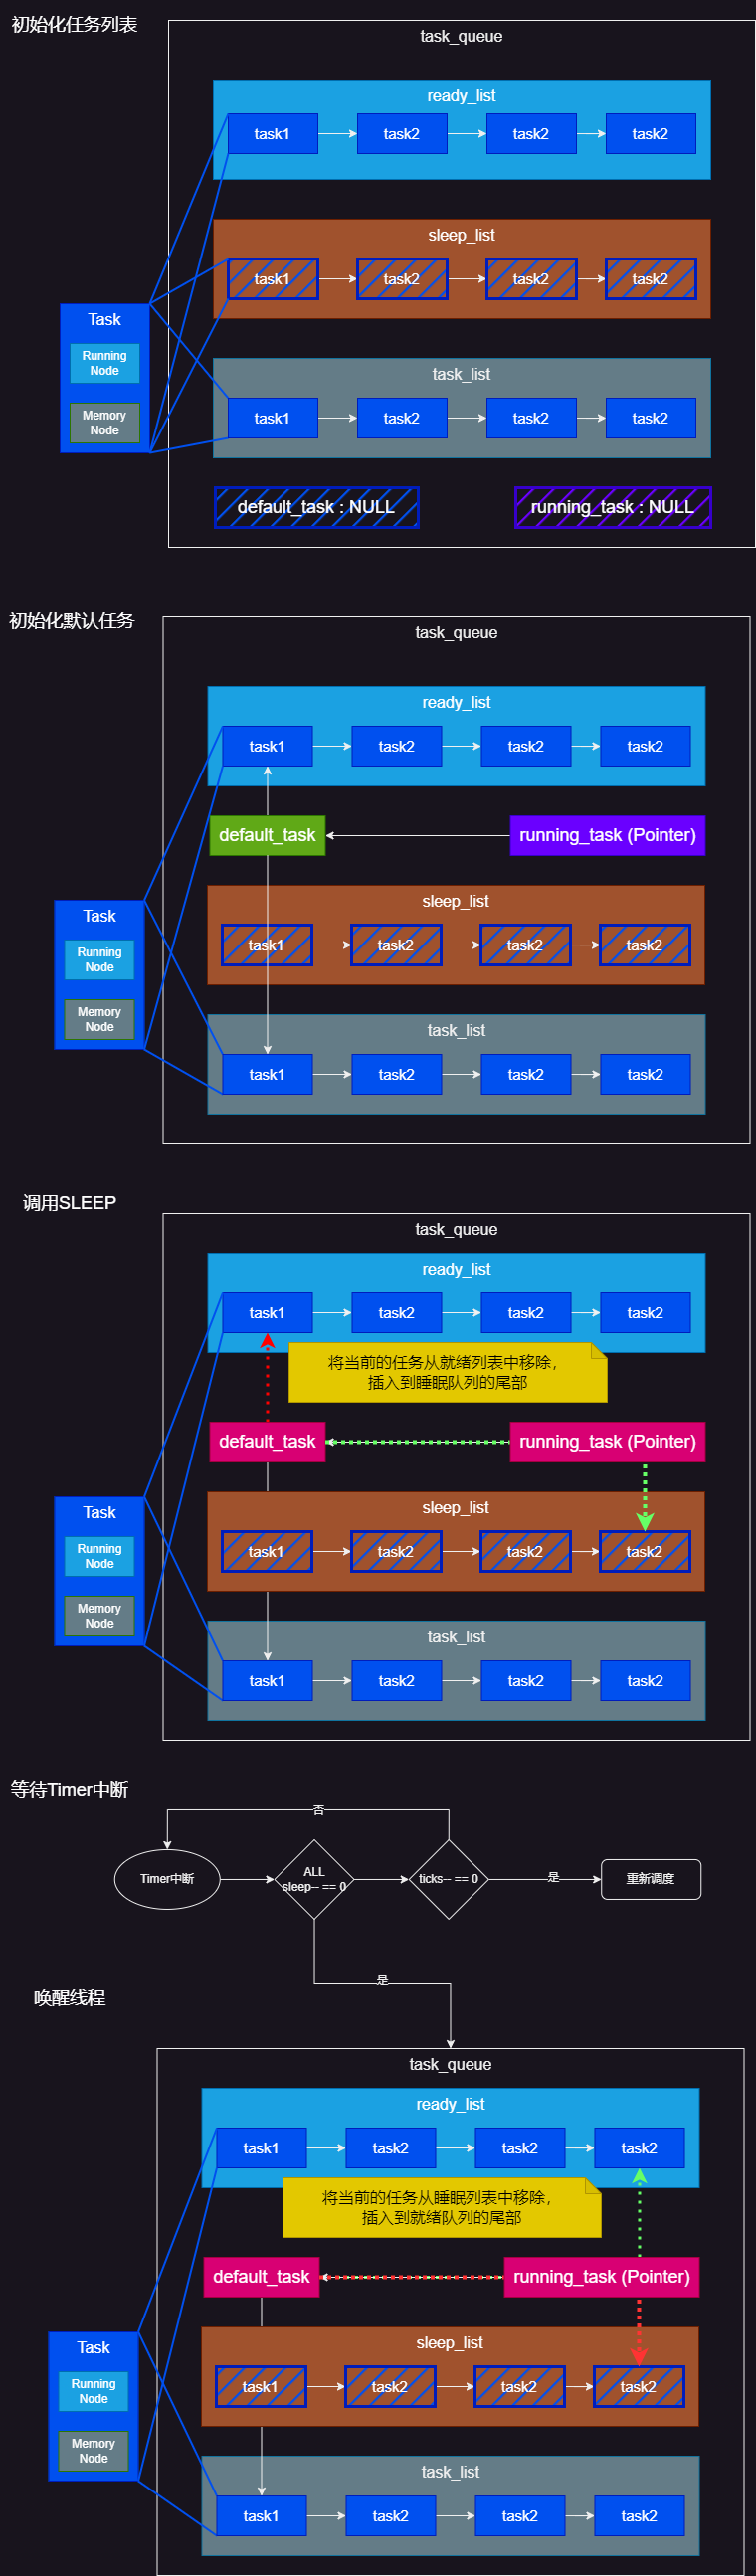 初始化任务列表
task_queue
ready_list
task1
task2
task2
task2
sleep_list
task1
task2
task2
task2
Task
Running
Node
Memory
Node
task_list
task1
task2
task2
task2
default_task : NULL
running_task : NULL
初始化默认任务
task_queue
ready_list
task1
task2
task2
task2
default_task
running_task (Pointer)
sleep_list
task1
task2
task2
task2
Task
Running
Node
Memory
Node
task_list
task1
task2
task2
task2
调用SLEEP
task_queue
ready_list
task1
task2
task2
task2
将当前的任务从就绪列表中移除，
插入到睡眠队列的尾部
default_task
running_task (Pointer)
sleep_list
task1
task2
task2
task2
Task
Running
Node
Memory
Node
task_list
task1
task2
task2
task2
等待Timer中断
否
Timer中断
ALL
sleep-- == 0
ticks-- == 0
是
重新调度
是
唤醒线程
task_queue
ready_list
task1
task2
task2
task2
将当前的任务从睡眠列表中移除，
插入到就绪队列的尾部
default_task
running_task (Pointer)
sleep_list
task1
task2
task2
task2
Task
Running
Node
Memory
Node
task_list
task1
task2
task2
task2